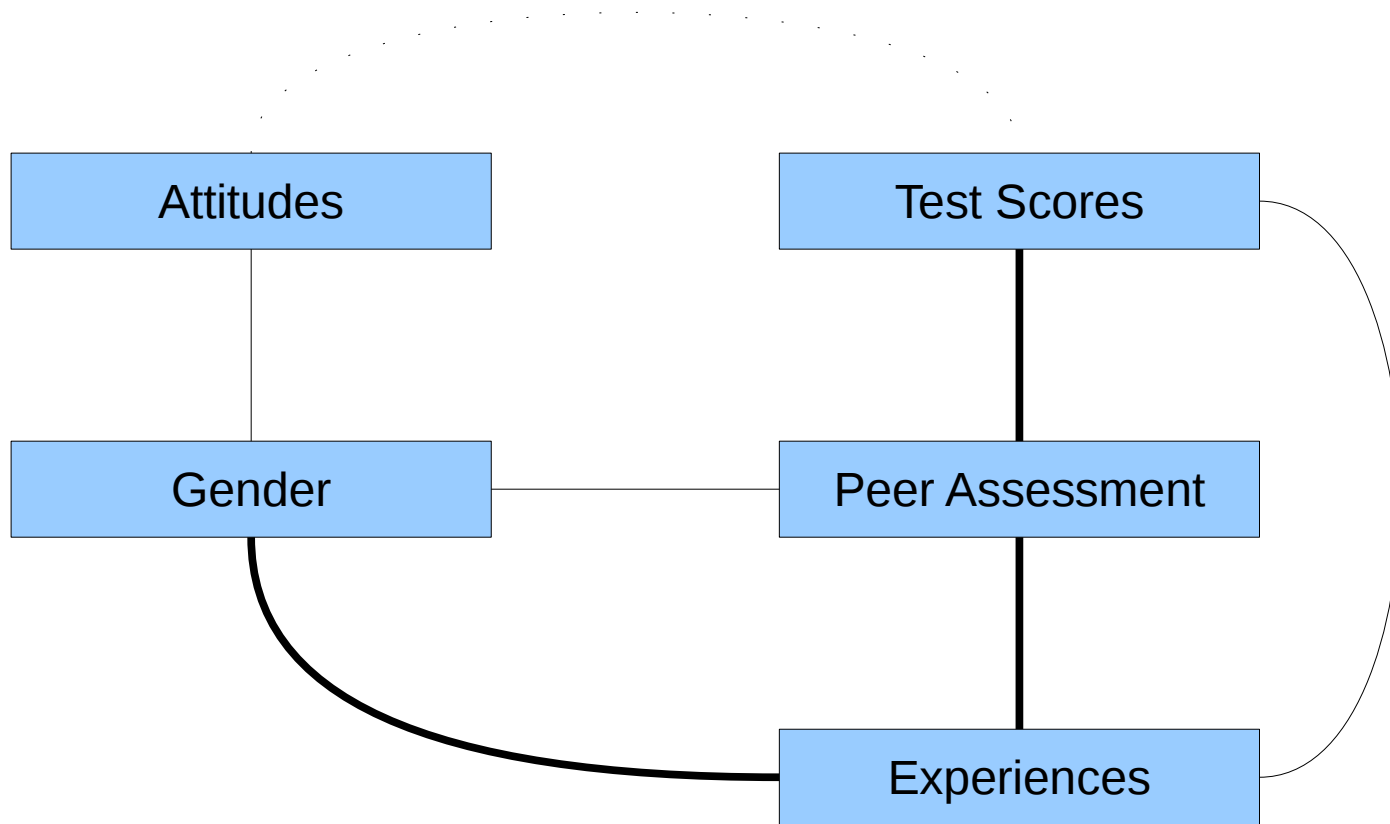 Attitudes
Test Scores
Gender
Peer Assessment
Experiences